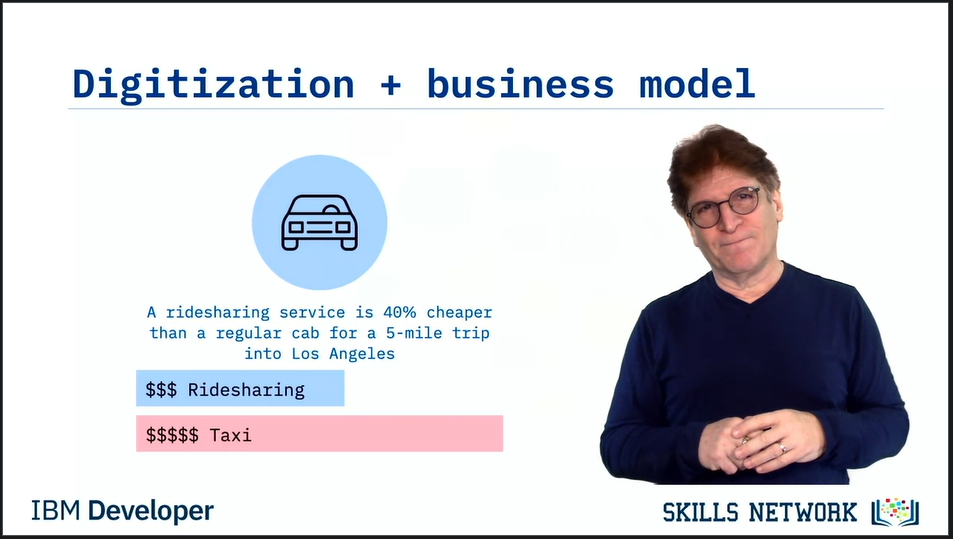 Digitization + business model
A ridesharing service is 40% cheaper
than a regular cab for a 5-mile trip
into Los Angeles
$$$ Ridesharing
$$$$$ Taxi
IBM Developer
SKILLS NETWORK